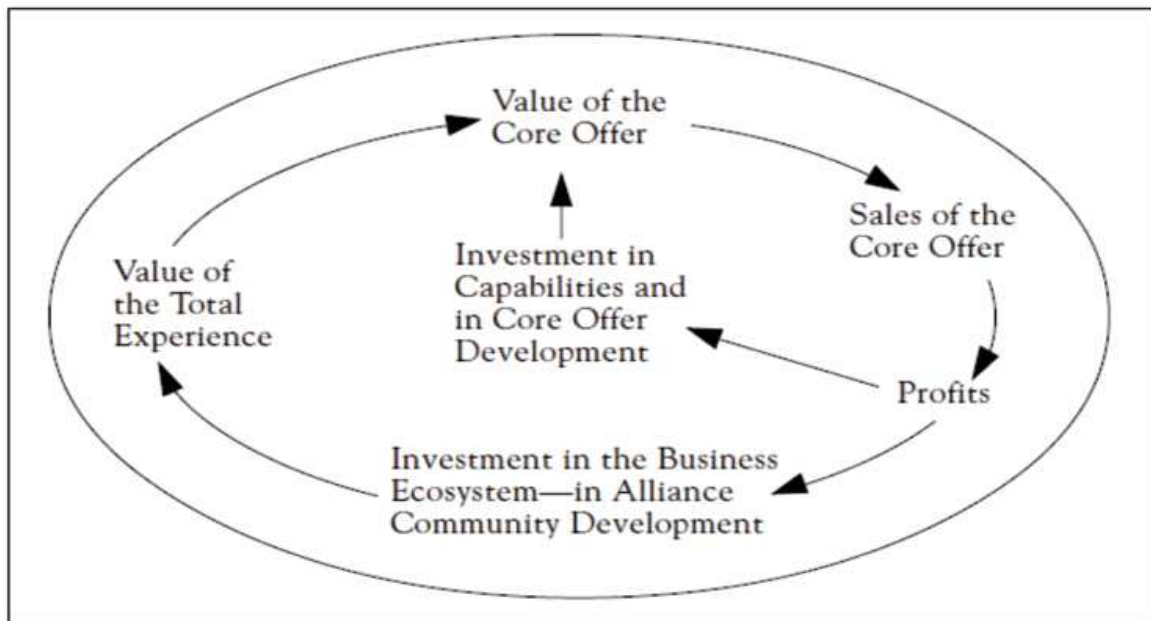 Value of the
Core Offer
Sales of the
Core Offer
Value of
the Total
Experience
Investment in
Capabilities and
in Core Offer
Development
Profits
Investment in the Business
Ecosystem—in Alliance
Community Development